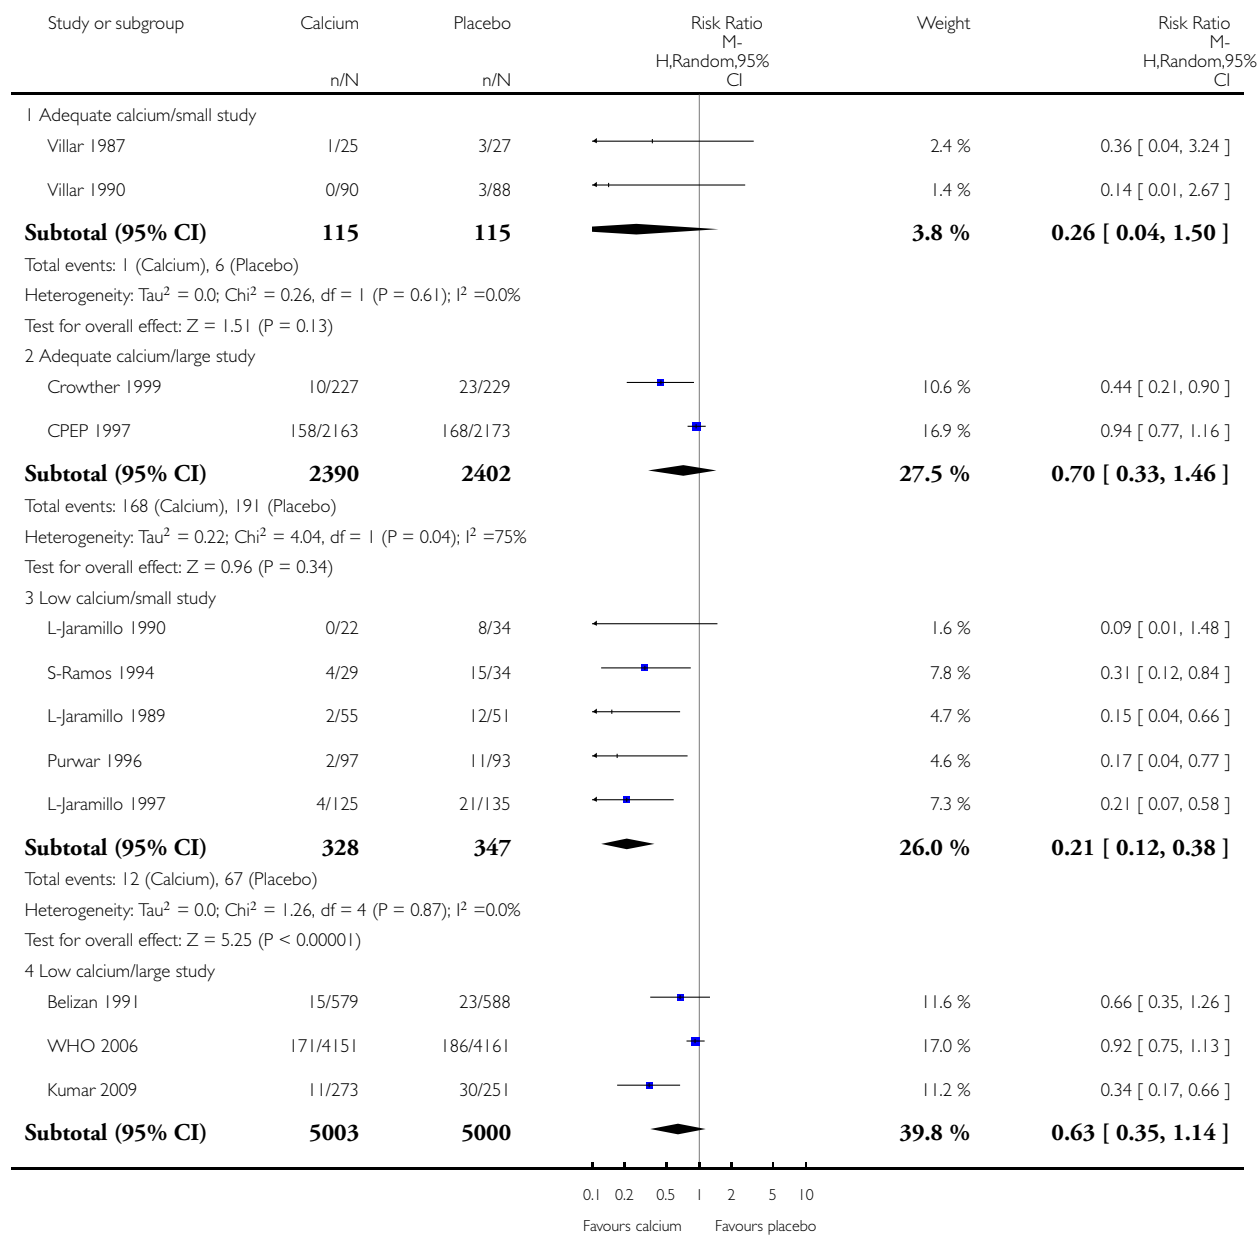 Study or subgroup Calcium Placebo Risk Ratio Weight Risk Ratio
M- M-
H,Random,95% H,Random,95%
n/N n/N CI CI
1 Adequate calcium/small study
Villar 1987 1/25 3/27 2.4 % 0.36 [ 0.04, 3.24 ]
Villar 1990 0/90 3/88 1.4 % 0.14 [ 0.01, 2.67 ]
Subtotal (95% CI) 115 115 3.8 % 0.26 [ 0.04, 1.50 ]
Total events: 1 (Calcium), 6 (Placebo)
Heterogeneity: Tau² = 0.0; Chi² = 0.26, df = 1 (P = 0.61); I² =0.0%
Test for overall effect: Z = 1.51 (P = 0.13)
2 Adequate calcium/large study
Crowther 1999 10/227 23/229 10.6 % 0.44 [ 0.21, 0.90 ]
CPEP 1997 158/2163 168/2173 16.9 % 0.94 [ 0.77, 1.16 ]
Subtotal (95% CI) 2390 2402 27.5 % 0.70 [ 0.33, 1.46 ]
Total events: 168 (Calcium), 191 (Placebo)
Heterogeneity: Tau² = 0.22; Chi² = 4.04, df = 1 (P = 0.04); I² =75%
Test for overall effect: Z = 0.96 (P = 0.34)
3 Low calcium/small study
L-Jaramillo 1990 0/22 8/34 1.6 % 0.09 [ 0.01, 1.48 ]
S-Ramos 1994 4/29 15/34 7.8 % 0.31 [ 0.12, 0.84 ]
L-Jaramillo 1989 2/55 12/51 4.7 % 0.15 [ 0.04, 0.66 ]
Purwar 1996 2/97 11/93 4.6 % 0.17 [ 0.04, 0.77 ]
L-Jaramillo 1997 4/125 21/135 7.3 % 0.21 [ 0.07, 0.58 ]
Subtotal (95% CI) 328 347 26.0 % 0.21 [ 0.12, 0.38 ]
Total events: 12 (Calcium), 67 (Placebo)
Heterogeneity: Tau² = 0.0; Chi² = 1.26, df = 4 (P = 0.87); I² =0.0%
Test for overall effect: Z = 5.25 (P < 0.00001)
4 Low calcium/large study
Belizan 1991 15/579 23/588 11.6 % 0.66 [ 0.35, 1.26 ]
WHO 2006 171/4151 186/4161 17.0 % 0.92 [ 0.75, 1.13 ]
Kumar 2009 11/273 30/251 11.2 % 0.34 [ 0.17, 0.66 ]
Subtotal (95% CI) 5003 5000 39.8 % 0.63 [ 0.35, 1.14 ]
0.1 0.2 0.5 1 2 5 10
Favours calcium Favours placebo